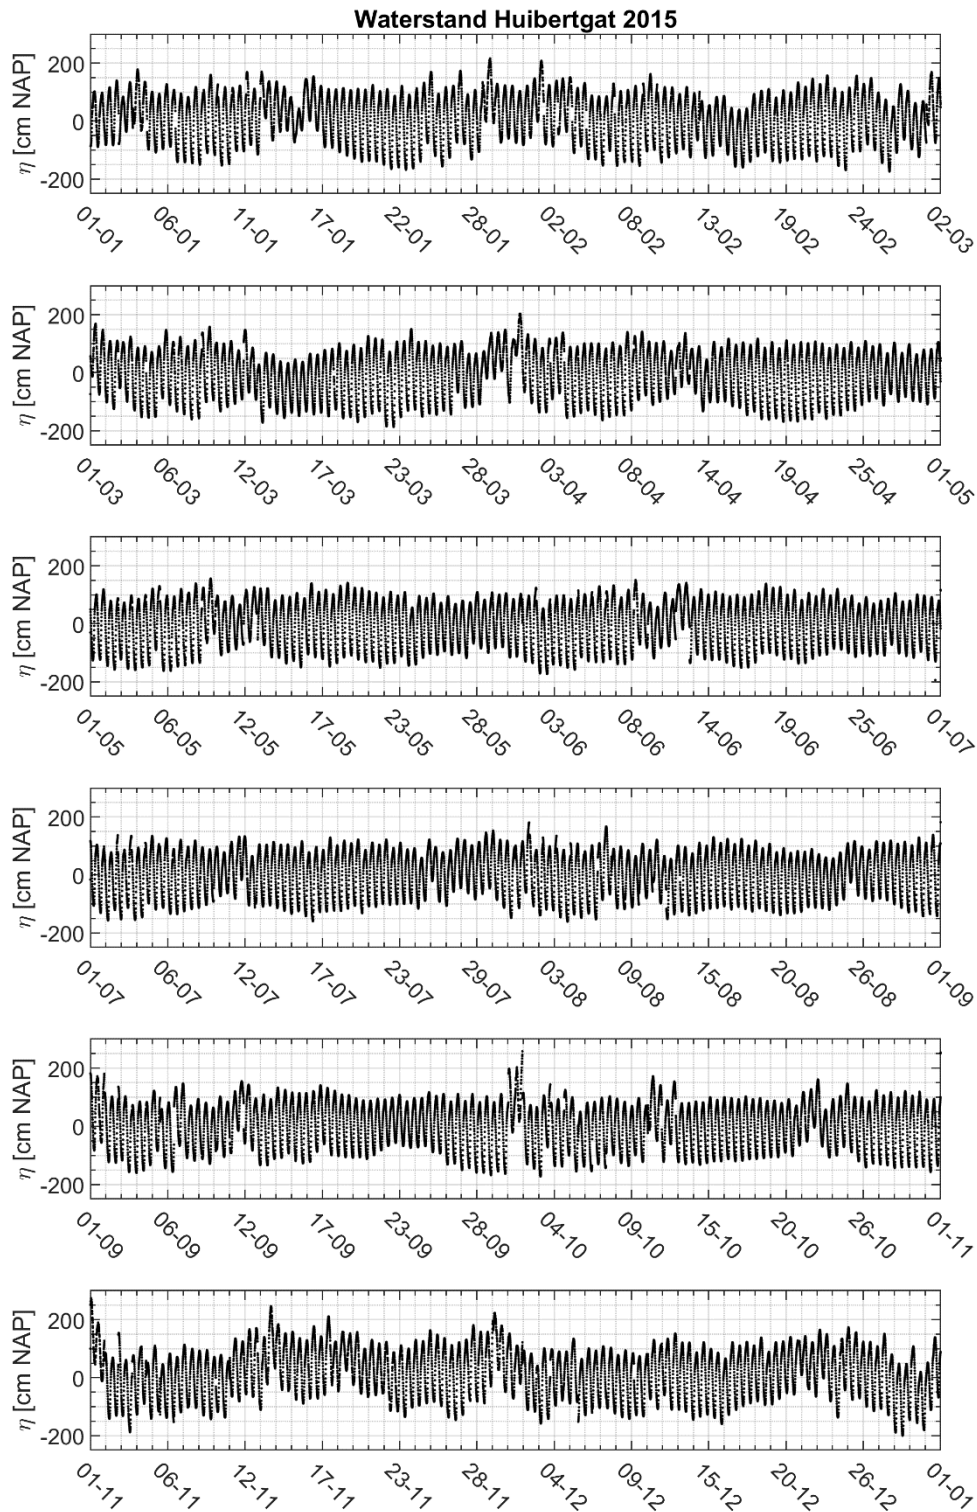 Waterstand Huibertgat 2015
η [cm NAP]
200
0
-200
01-01 06-01 11-01 17-01 22-01 28-01 02-02 08-02 13-02 19-02 24-02 02-03
η [cm NAP]
200
0
-200
01-03 06-03 12-03 17-03 23-03 28-03 03-04 08-04 14-04 19-04 25-04 01-05
η [cm NAP]
200
0
-200
01-05 06-05 12-05 17-05 23-05 28-05 03-06 08-06 14-06 19-06 25-06 01-07
η [cm NAP]
200
0
-200
01-07 06-07 12-07 17-07 23-07 29-07 03-08 09-08 15-08 20-08 26-08 01-09
η [cm NAP]
200
0
-200
01-09 06-09 12-09 17-09 23-09 28-09 04-10 09-10 15-10 20-10 26-10 01-11
η [cm NAP]
200
0
-200
01-11 06-11 12-11 17-11 23-11 28-11 04-12 09-12 15-12 20-12 26-12 01-01